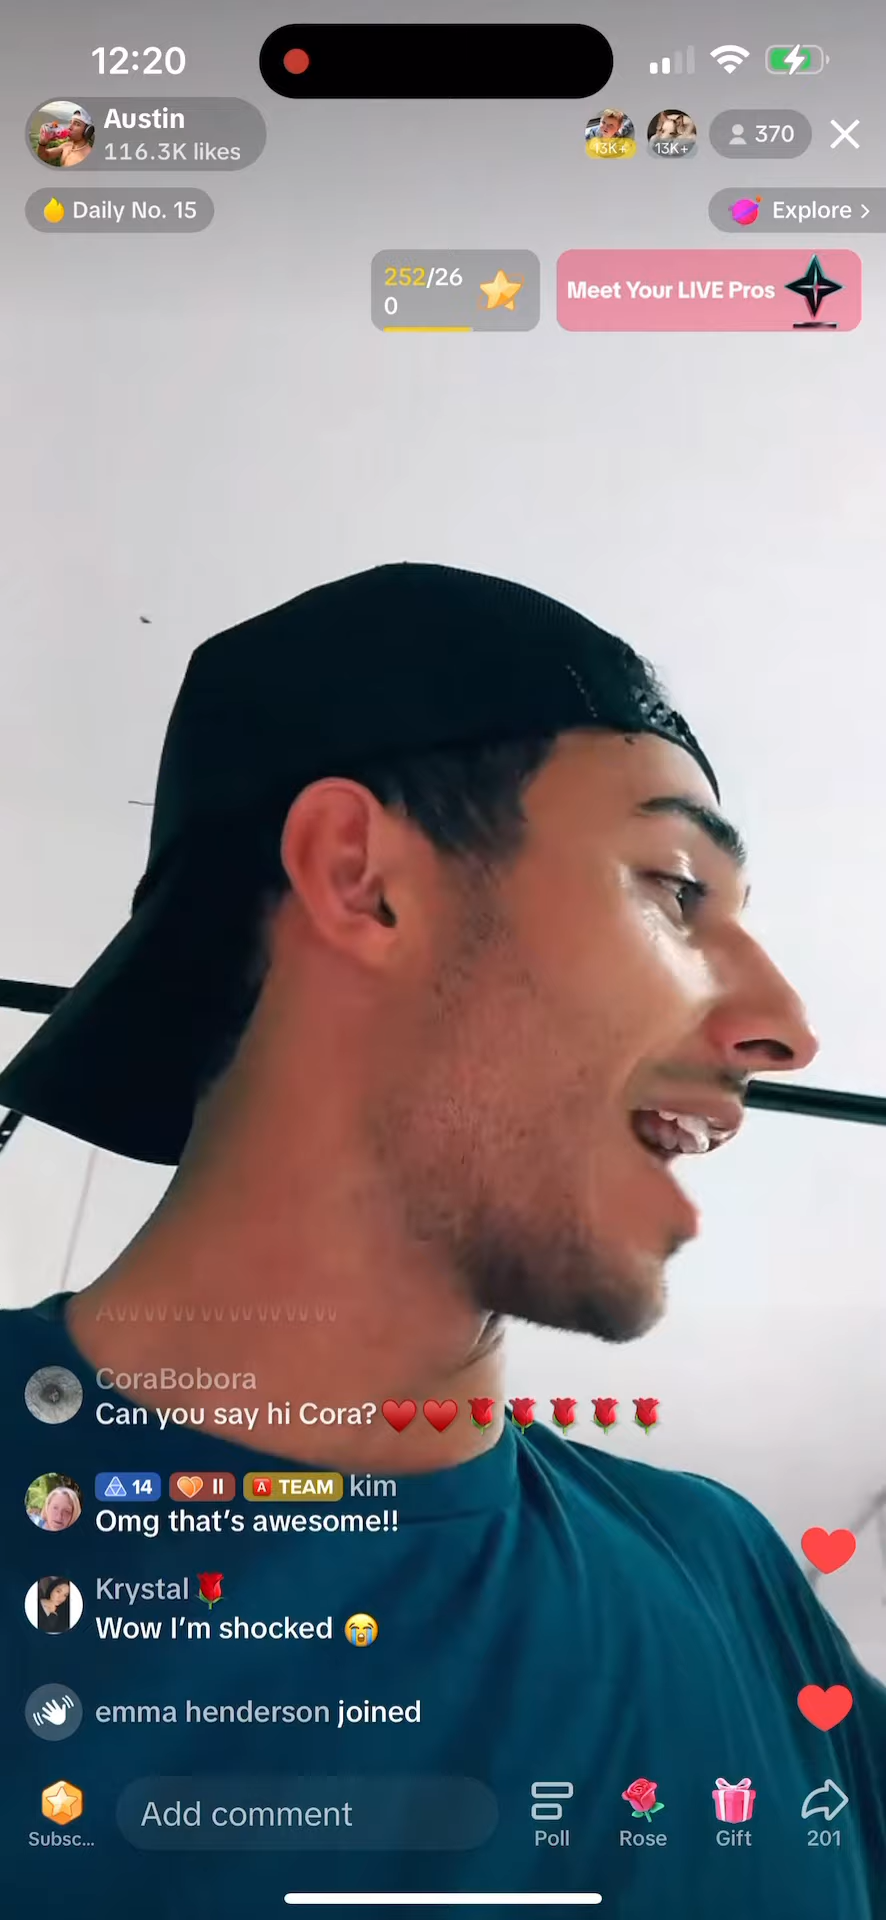 12:20
Austin
116.3K likes
13K+
13K+
370
Daily No. 15
Explore >
252/26
0
Meet Your LIVE Pros
AWWWWWWWW
CoraBobora
Can you say hi Cora?❤️❤️🌹🌹🌹🌹🌹
14 II A TEAM kim
Omg that's awesome!!
Krystal🌹
Wow I'm shocked 😭
emma henderson joined
Subsc...
Add comment
Poll
Rose
Gift
201